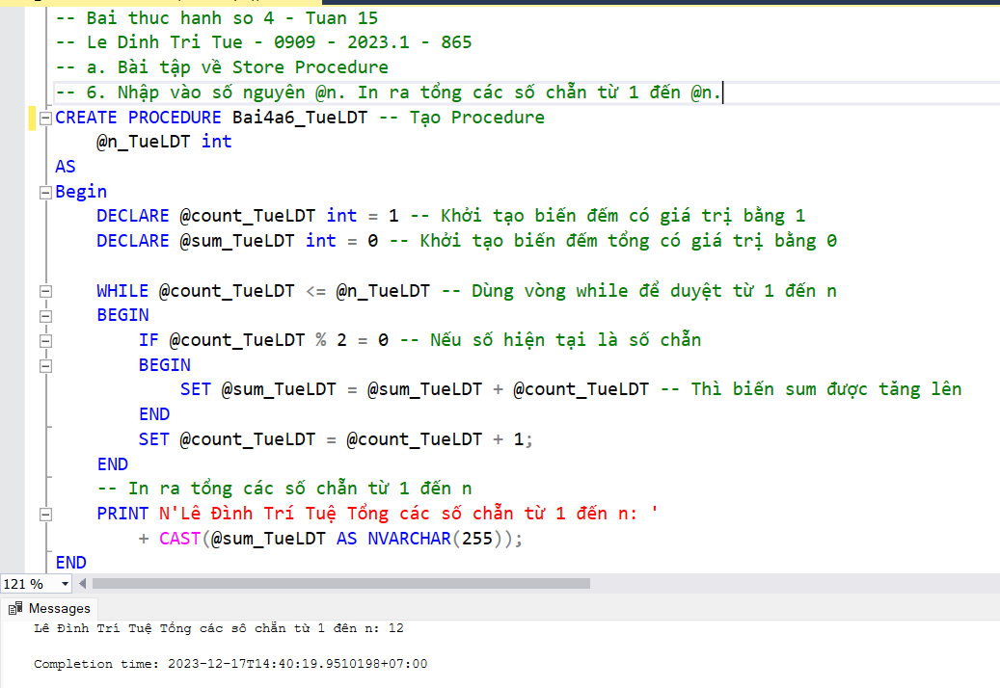 -- Bai thuc hanh so 4 - Tuan 15
-- Le Dinh Tri Tue - 0909 - 2023.1 - 865
-- a. Bài tập về Store Procedure
-- 6. Nhập vào số nguyên @n. In ra tổng các số chẵn từ 1 đến @n.
CREATE PROCEDURE Bai4a6_TueLDT -- Tạo Procedure
@n_TueLDT int
AS
Begin
DECLARE @count_TueLDT int = 1 -- Khởi tạo biến đếm có giá trị bằng 1
DECLARE @sum_TueLDT int = 0 -- Khởi tạo biến đếm tổng có giá trị bằng 0
WHILE @count_TueLDT <= @n_TueLDT -- Dùng vòng while để duyệt từ 1 đến n
BEGIN
IF @count_TueLDT % 2 = 0 -- Nếu số hiện tại là số chẵn
BEGIN
SET @sum_TueLDT = @sum_TueLDT + @count_TueLDT -- Thì biến sum được tăng lên
END
SET @count_TueLDT = @count_TueLDT + 1;
END
-- In ra tổng các số chẵn từ 1 đến n
PRINT N'Lê Đình Trí Tuệ Tổng các số chẵn từ 1 đến n: '
+ CAST(@sum_TueLDT AS NVARCHAR(255));
END
121 %
Messages
Lê Đình Trí Tuệ Tổng các số chẵn từ 1 đến n: 12
Completion time: 2023-12-17T14:40:19.9510198+07:00